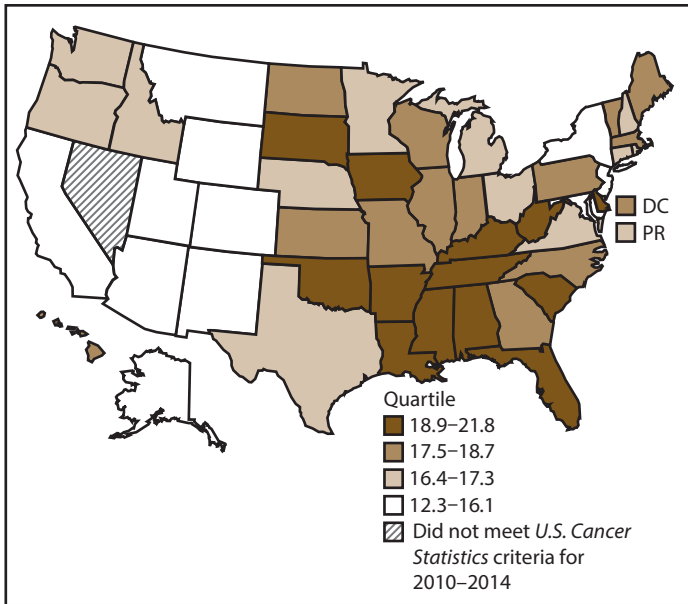 DC
PR
Quartile
18.9–21.8
17.5–18.7
16.4–17.3
12.3–16.1
Did not meet U.S. Cancer
Statistics criteria for
2010–2014